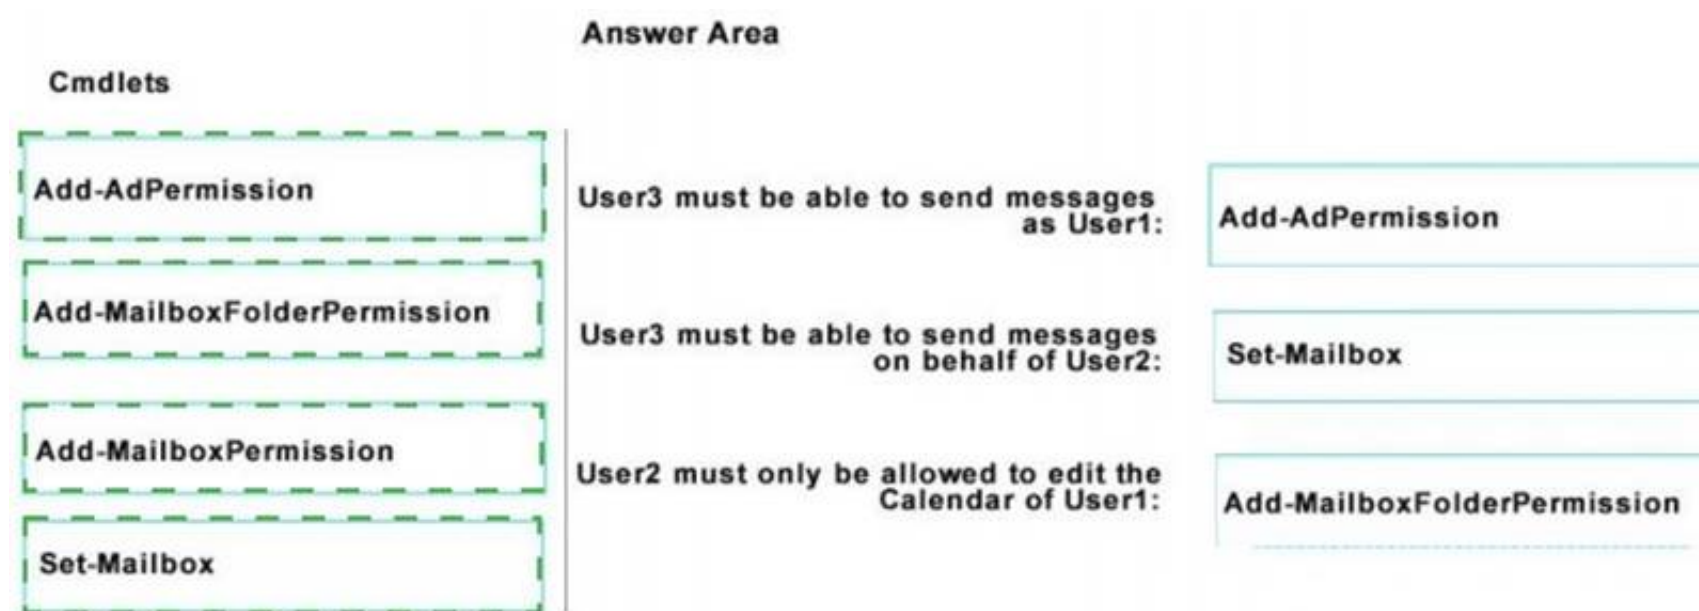 Answer Area
Cmdlets
Add-AdPermission
Add-MailboxFolderPermission
Add-MailboxPermission
Set-Mailbox
User3 must be able to send messages
as User1:
Add-AdPermission
User3 must be able to send messages
on behalf of User2:
Set-Mailbox
User2 must only be allowed to edit the
Calendar of User1:
Add-MailboxFolderPermission